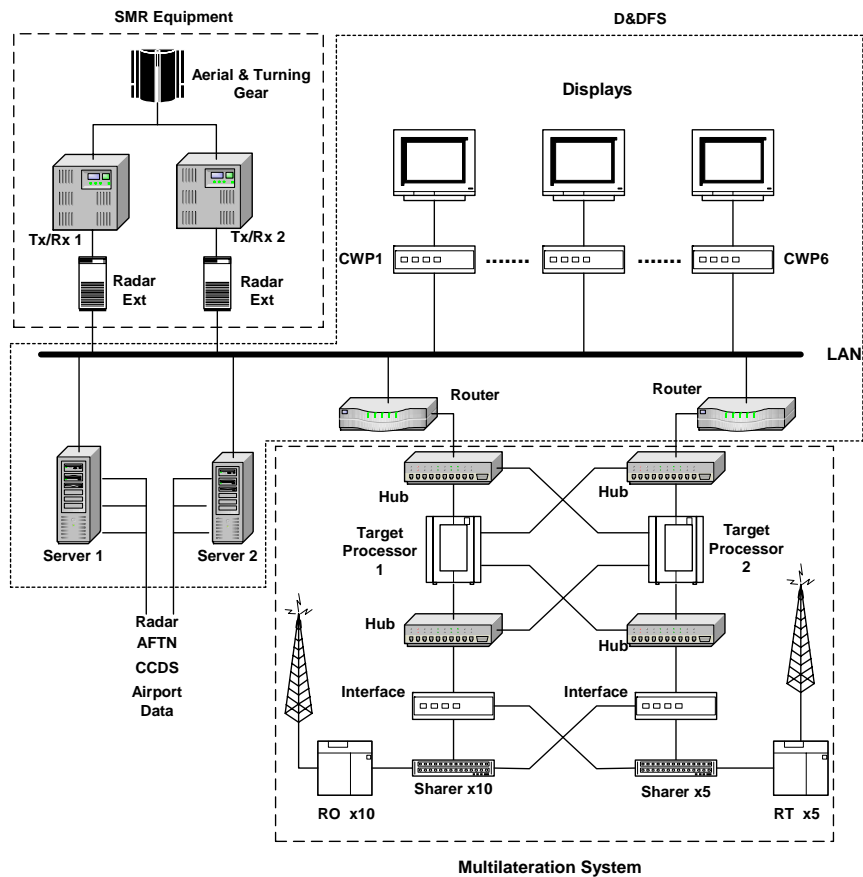 SMR Equipment
D&DFS
Aerial & Turning
Gear
Displays
Tx/Rx 1
Tx/Rx 2
CWP1
CWP6
Radar
Ext
Radar
Ext
LAN
Router
Router
Hub
Hub
Server 1
Server 2
Target
Processor
1
Target
Processor
2
Radar
AFTN
CCDS
Airport
Data
Hub
Hub
Interface
Interface
Sharer x10
Sharer x5
RO x10
RT x5
Multilateration System